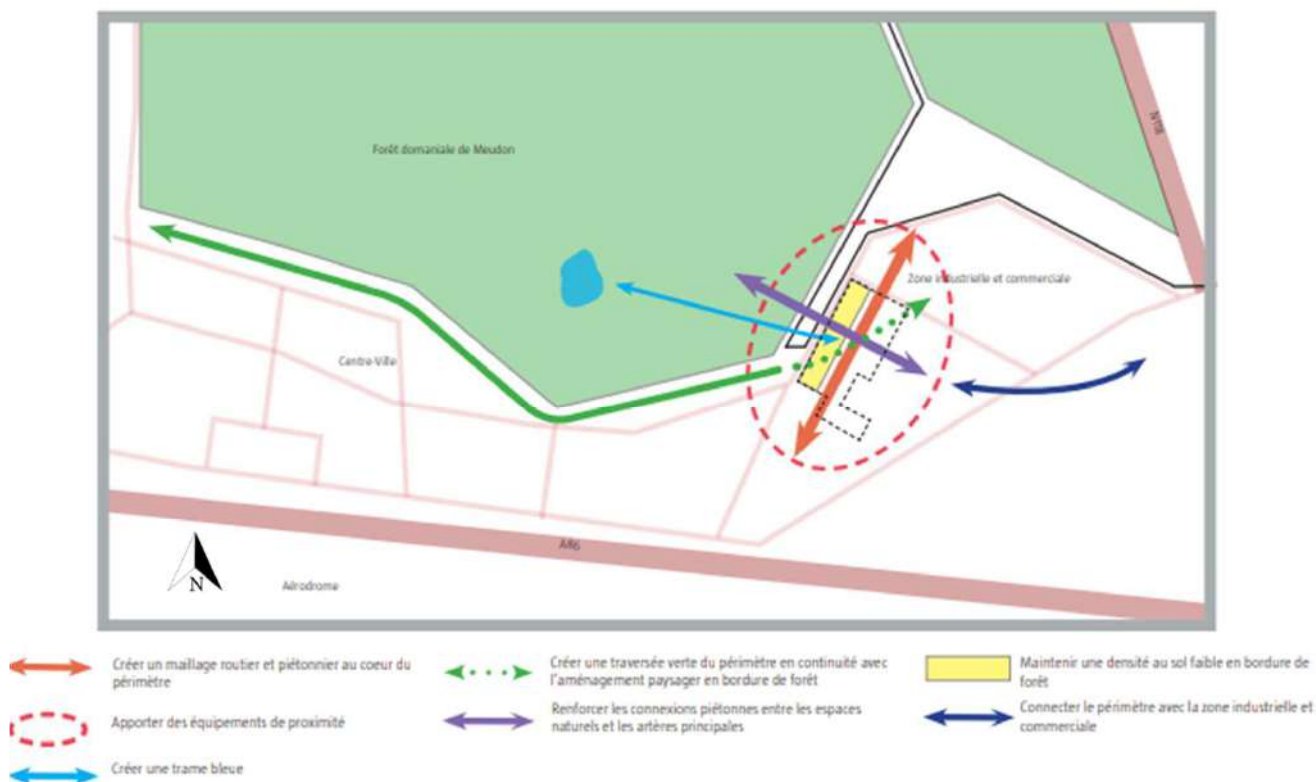 Forêt domaniale de Meudon
N118
Zone industrielle et commerciale
Centre-Ville
A86
N
Aérodrome
Créer un maillage routier et piétonnier au coeur du
périmètre
Apporter des équipements de proximité
Créer une trame bleue
Créer une traversée verte du périmètre en continuité avec
l'aménagement paysager en bordure de forêt
Renforcer les connexions piétonnes entre les espaces
naturels et les artères principales
Maintenir une densité au sol faible en bordure de
forêt
Connecter le périmètre avec la zone industrielle et
commerciale